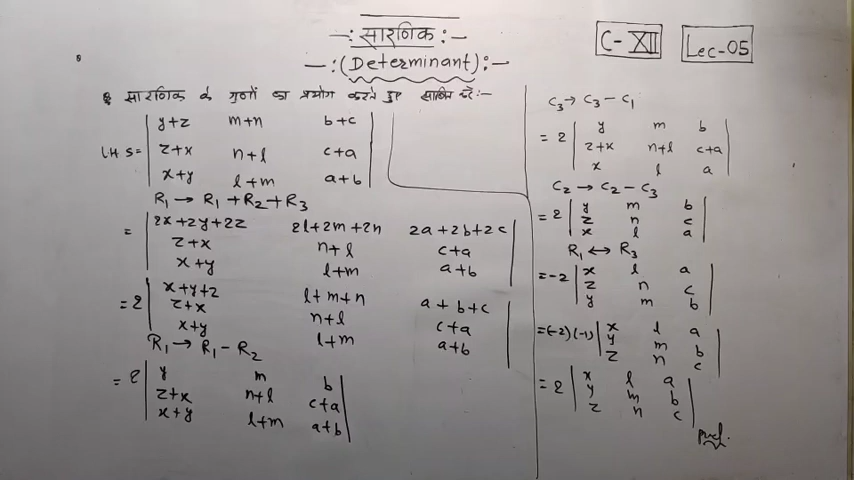 —: सारणिक :—
—:(Determinant):—
C-XII
Lec-05
सारणिक के गुणों का प्रयोग करते हुए साबित करें:-
L.H.S= | y+z m+n b+c |
| z+x n+l c+a |
| x+y l+m a+b |
R₁ → R₁+R₂+R₃
= | 2x+2y+2z 2l+2m+2n 2a+2b+2c |
| z+x n+l c+a |
| x+y l+m a+b |
=2 | x+y+z l+m+n a+b+c |
| z+x n+l c+a |
| x+y l+m a+b |
R₁ → R₁-R₂
=2 | y m b |
| z+x n+l c+a |
| x+y l+m a+b |
C₃→ C₃-C₁
=2 | y m b |
| z+x n+l c+a |
| x l a |
C₂ → C₂-C₃
=2 | y m b |
| z n c |
| x l a |
R₁ ↔ R₃
=-2 | x l a |
| z n c |
| y m b |
=(-2)(-1) | x l a |
| y m b |
| z n c |
=2 | x l a |
| y m b |
| z n c |